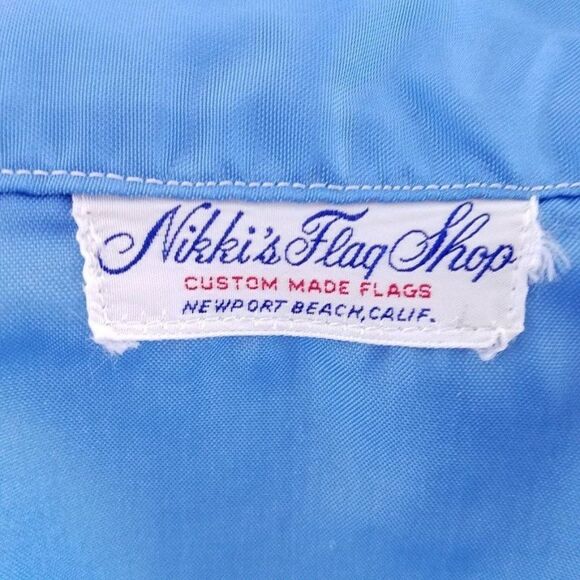 Nikki's Flag Shop
CUSTOM MADE FLAGS
NEWPORT BEACH, CALIF.